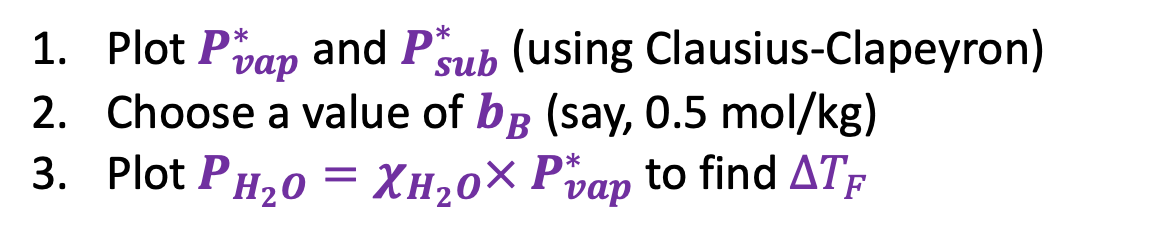 1. Plot P*vap and P*sub (using Clausius-Clapeyron)
2. Choose a value of bB (say, 0.5 mol/kg)
3. Plot PH₂O = χH₂O× P*vap to find ΔTF